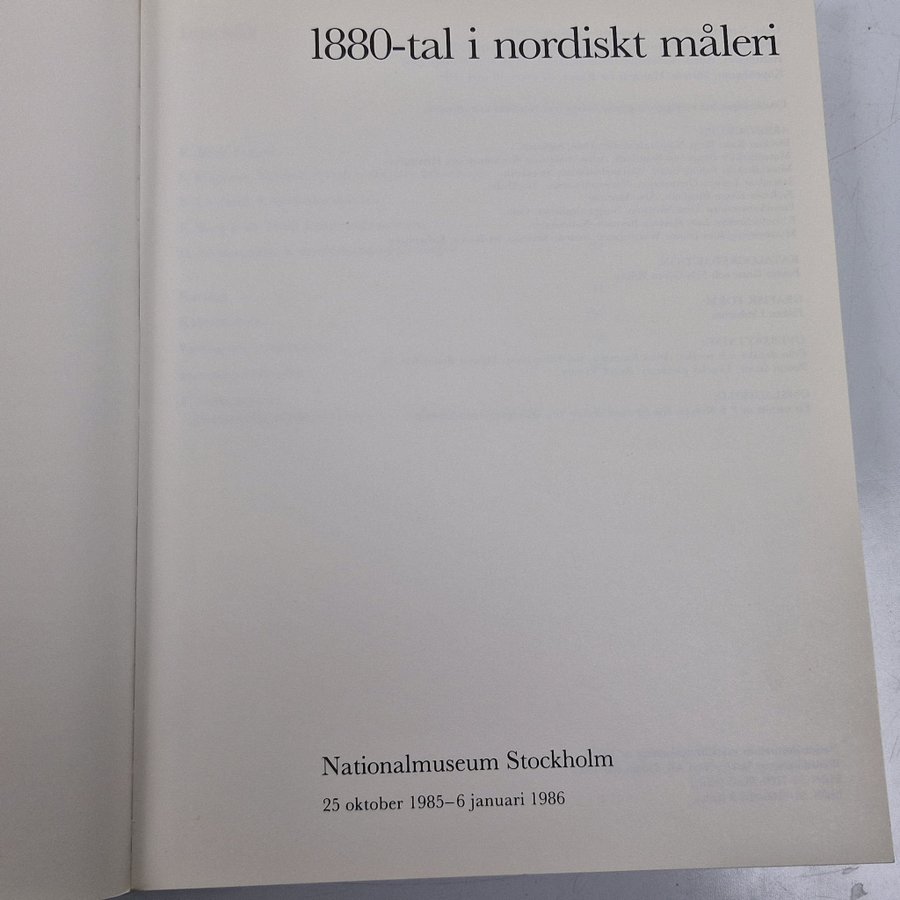 1880-tal i nordiskt måleri
Nationalmuseum Stockholm
25 oktober 1985–6 januari 1986